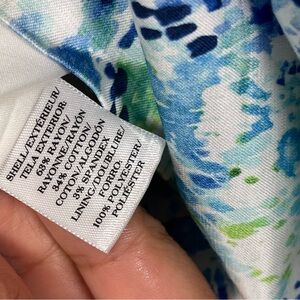 SHELL/EXTÉRIEUR/
TELA EXTERIOR:
63% RAYON/
RAYONNE/RAYÓN
34% COTTON/
COTON/ALGODÓN
3% SPANDEX
LINING/DOUBLURE/
FORRO:
100% POLYESTER/
POLIÉSTER